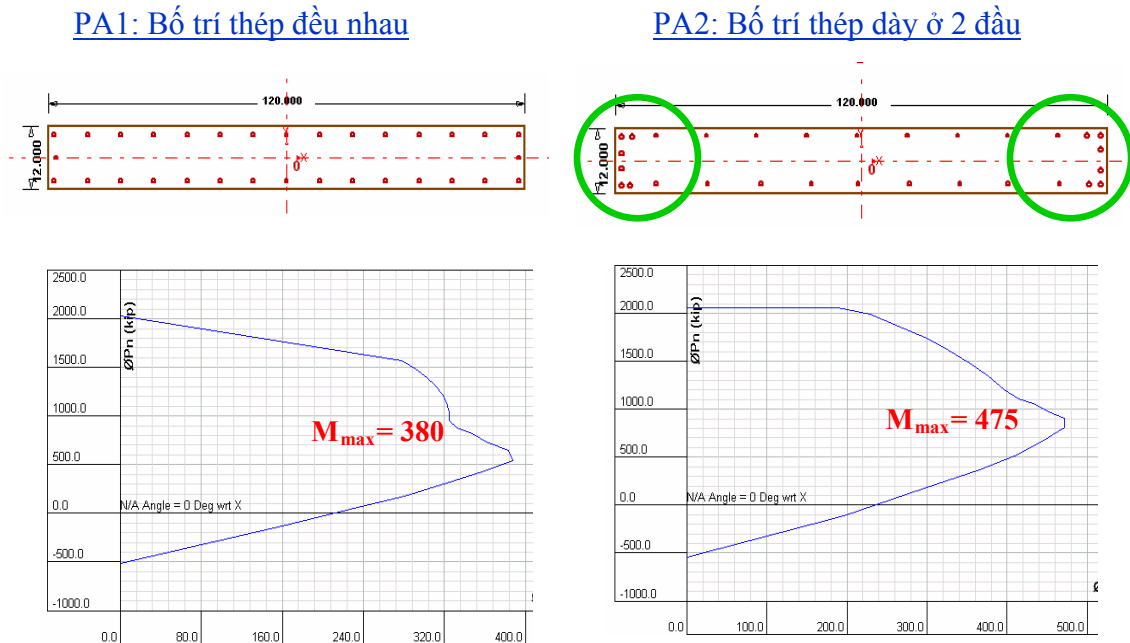 PA1: Bố trí thép đều nhau
PA2: Bố trí thép dày ở 2 đầu
120.000
12.000
Y
X
0
120.000
12.000
Y
X
0
2500.0
2000.0
1500.0
1000.0
500.0
0.0
-500.0
-1000.0
ØPn (kip)
M_max= 380
N/A Angle = 0 Deg wrt X
0.0 80.0 160.0 240.0 320.0 400.0
2500.0
2000.0
1500.0
1000.0
500.0
0.0
-500.0
-1000.0
ØPn (kip)
M_max= 475
N/A Angle = 0 Deg wrt X
0.0 100.0 200.0 300.0 400.0 500.0